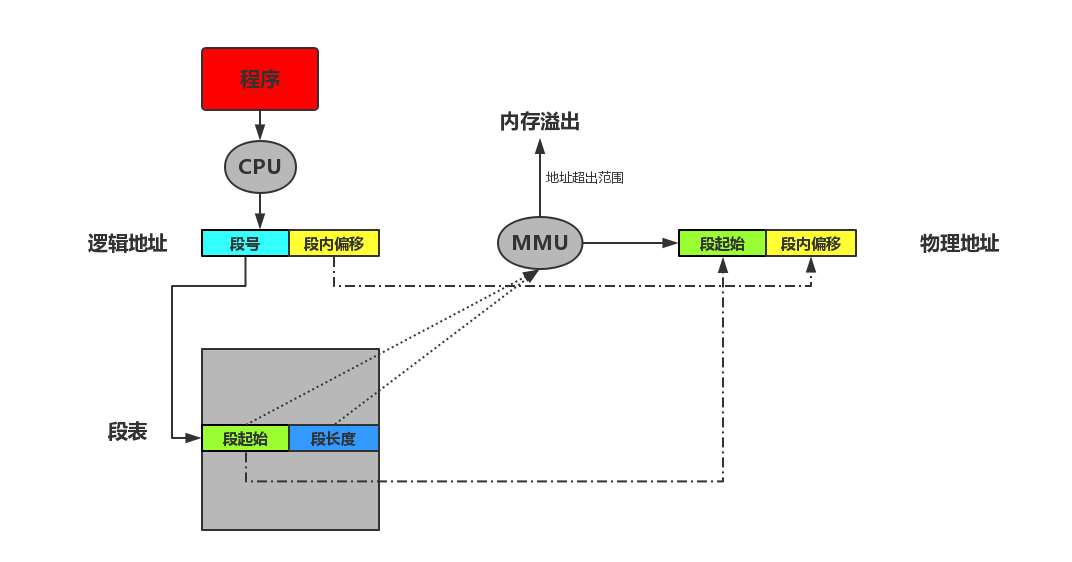 程序
内存溢出
CPU
地址超出范围
逻辑地址
段号
段内偏移
MMU
段起始
段内偏移
物理地址
段表
段起始
段长度